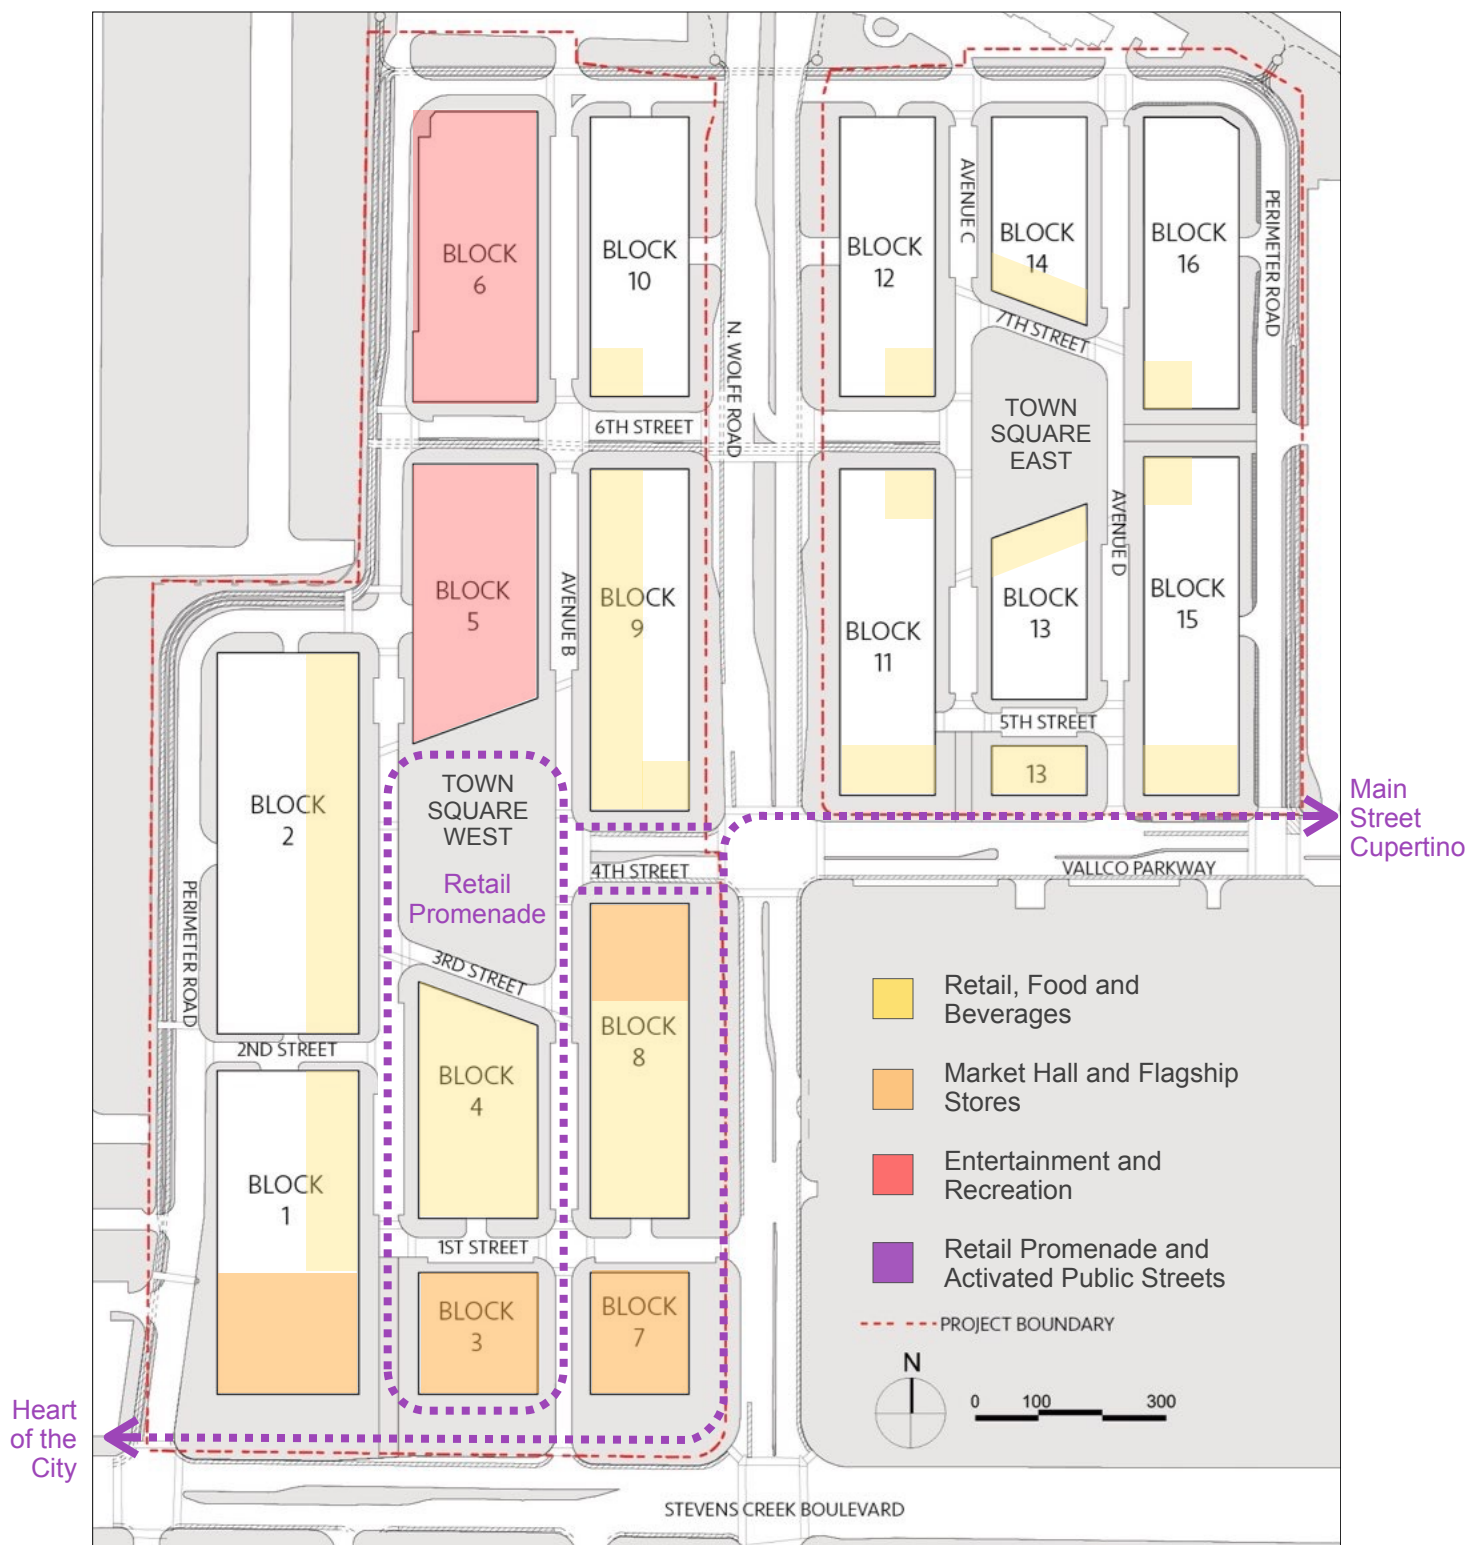 BLOCK
6
BLOCK
10
BLOCK
12
AVENUE C
BLOCK
14
BLOCK
16
PERIMETER ROAD
7TH STREET
N. WOLFE ROAD
6TH STREET
TOWN
SQUARE
EAST
BLOCK
5
AVENUE B
BLOCK
9
BLOCK
11
BLOCK
13
AVENUE D
BLOCK
15
5TH STREET
13
BLOCK
2
TOWN
SQUARE
WEST
Retail
Promenade
4TH STREET
VALLCO PARKWAY
Main
Street
Cupertino
PERIMETER ROAD
3RD STREET
2ND STREET
BLOCK
4
BLOCK
8
BLOCK
1
1ST STREET
BLOCK
3
BLOCK
7
Retail, Food and
Beverages
Market Hall and Flagship
Stores
Entertainment and
Recreation
Retail Promenade and
Activated Public Streets
PROJECT BOUNDARY
N
0 100 300
Heart
of the
City
STEVENS CREEK BOULEVARD